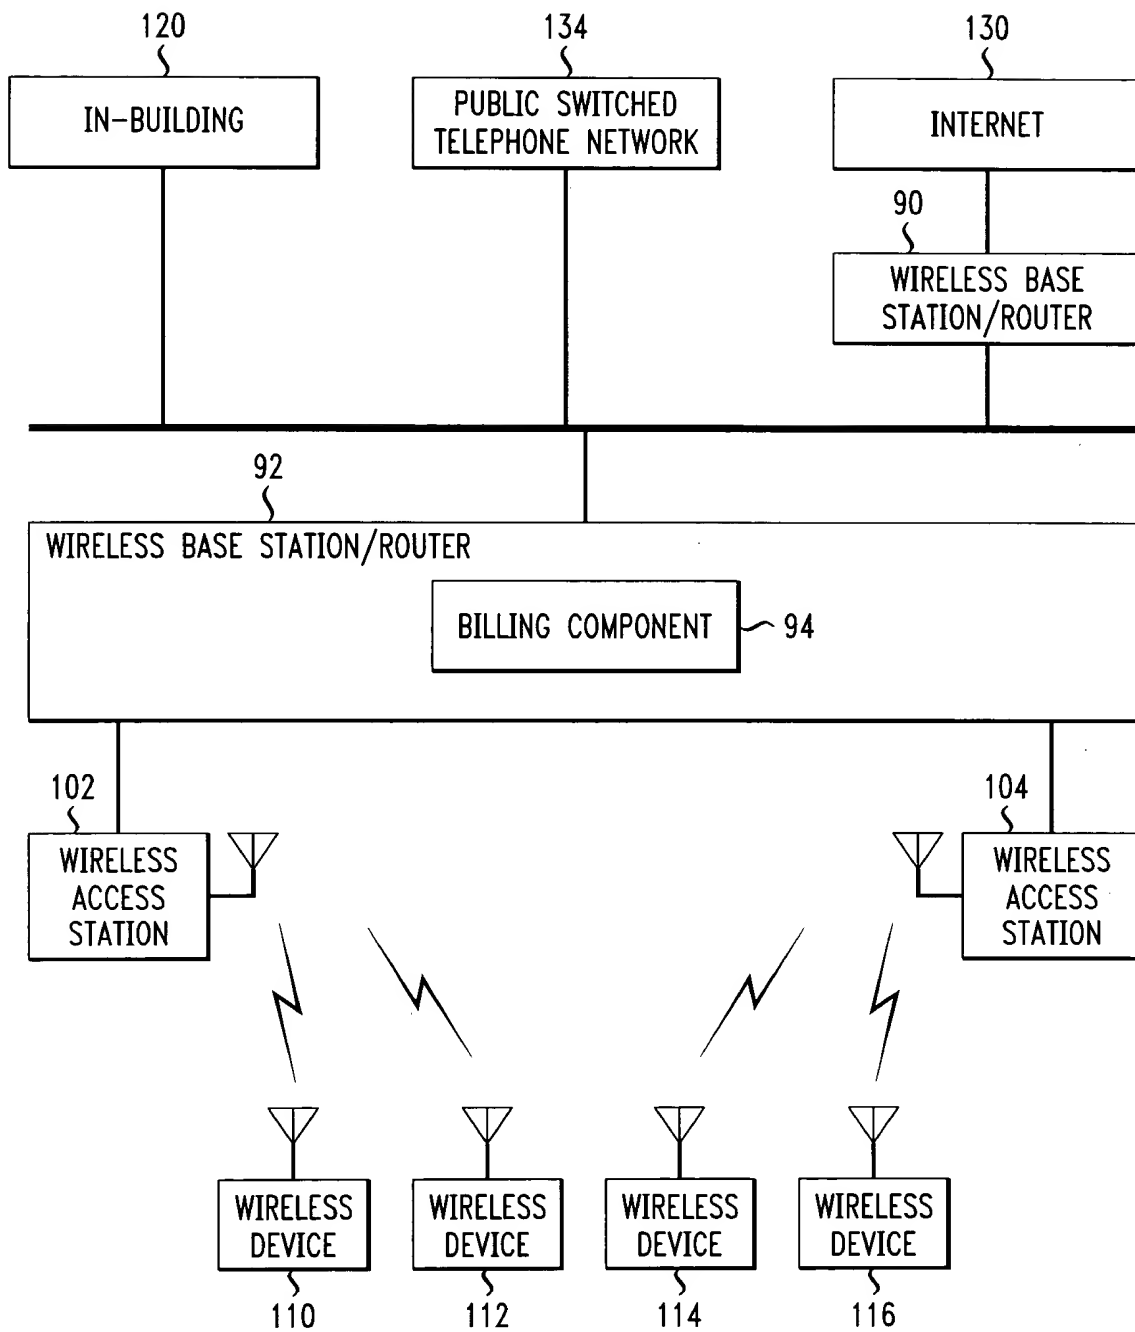 120
134
130
IN-BUILDING
PUBLIC SWITCHED
TELEPHONE NETWORK
INTERNET
90
WIRELESS BASE
STATION/ROUTER
92
WIRELESS BASE STATION/ROUTER
BILLING COMPONENT
94
102
104
WIRELESS
ACCESS
STATION
WIRELESS
ACCESS
STATION
WIRELESS
DEVICE
WIRELESS
DEVICE
WIRELESS
DEVICE
WIRELESS
DEVICE
110
112
114
116